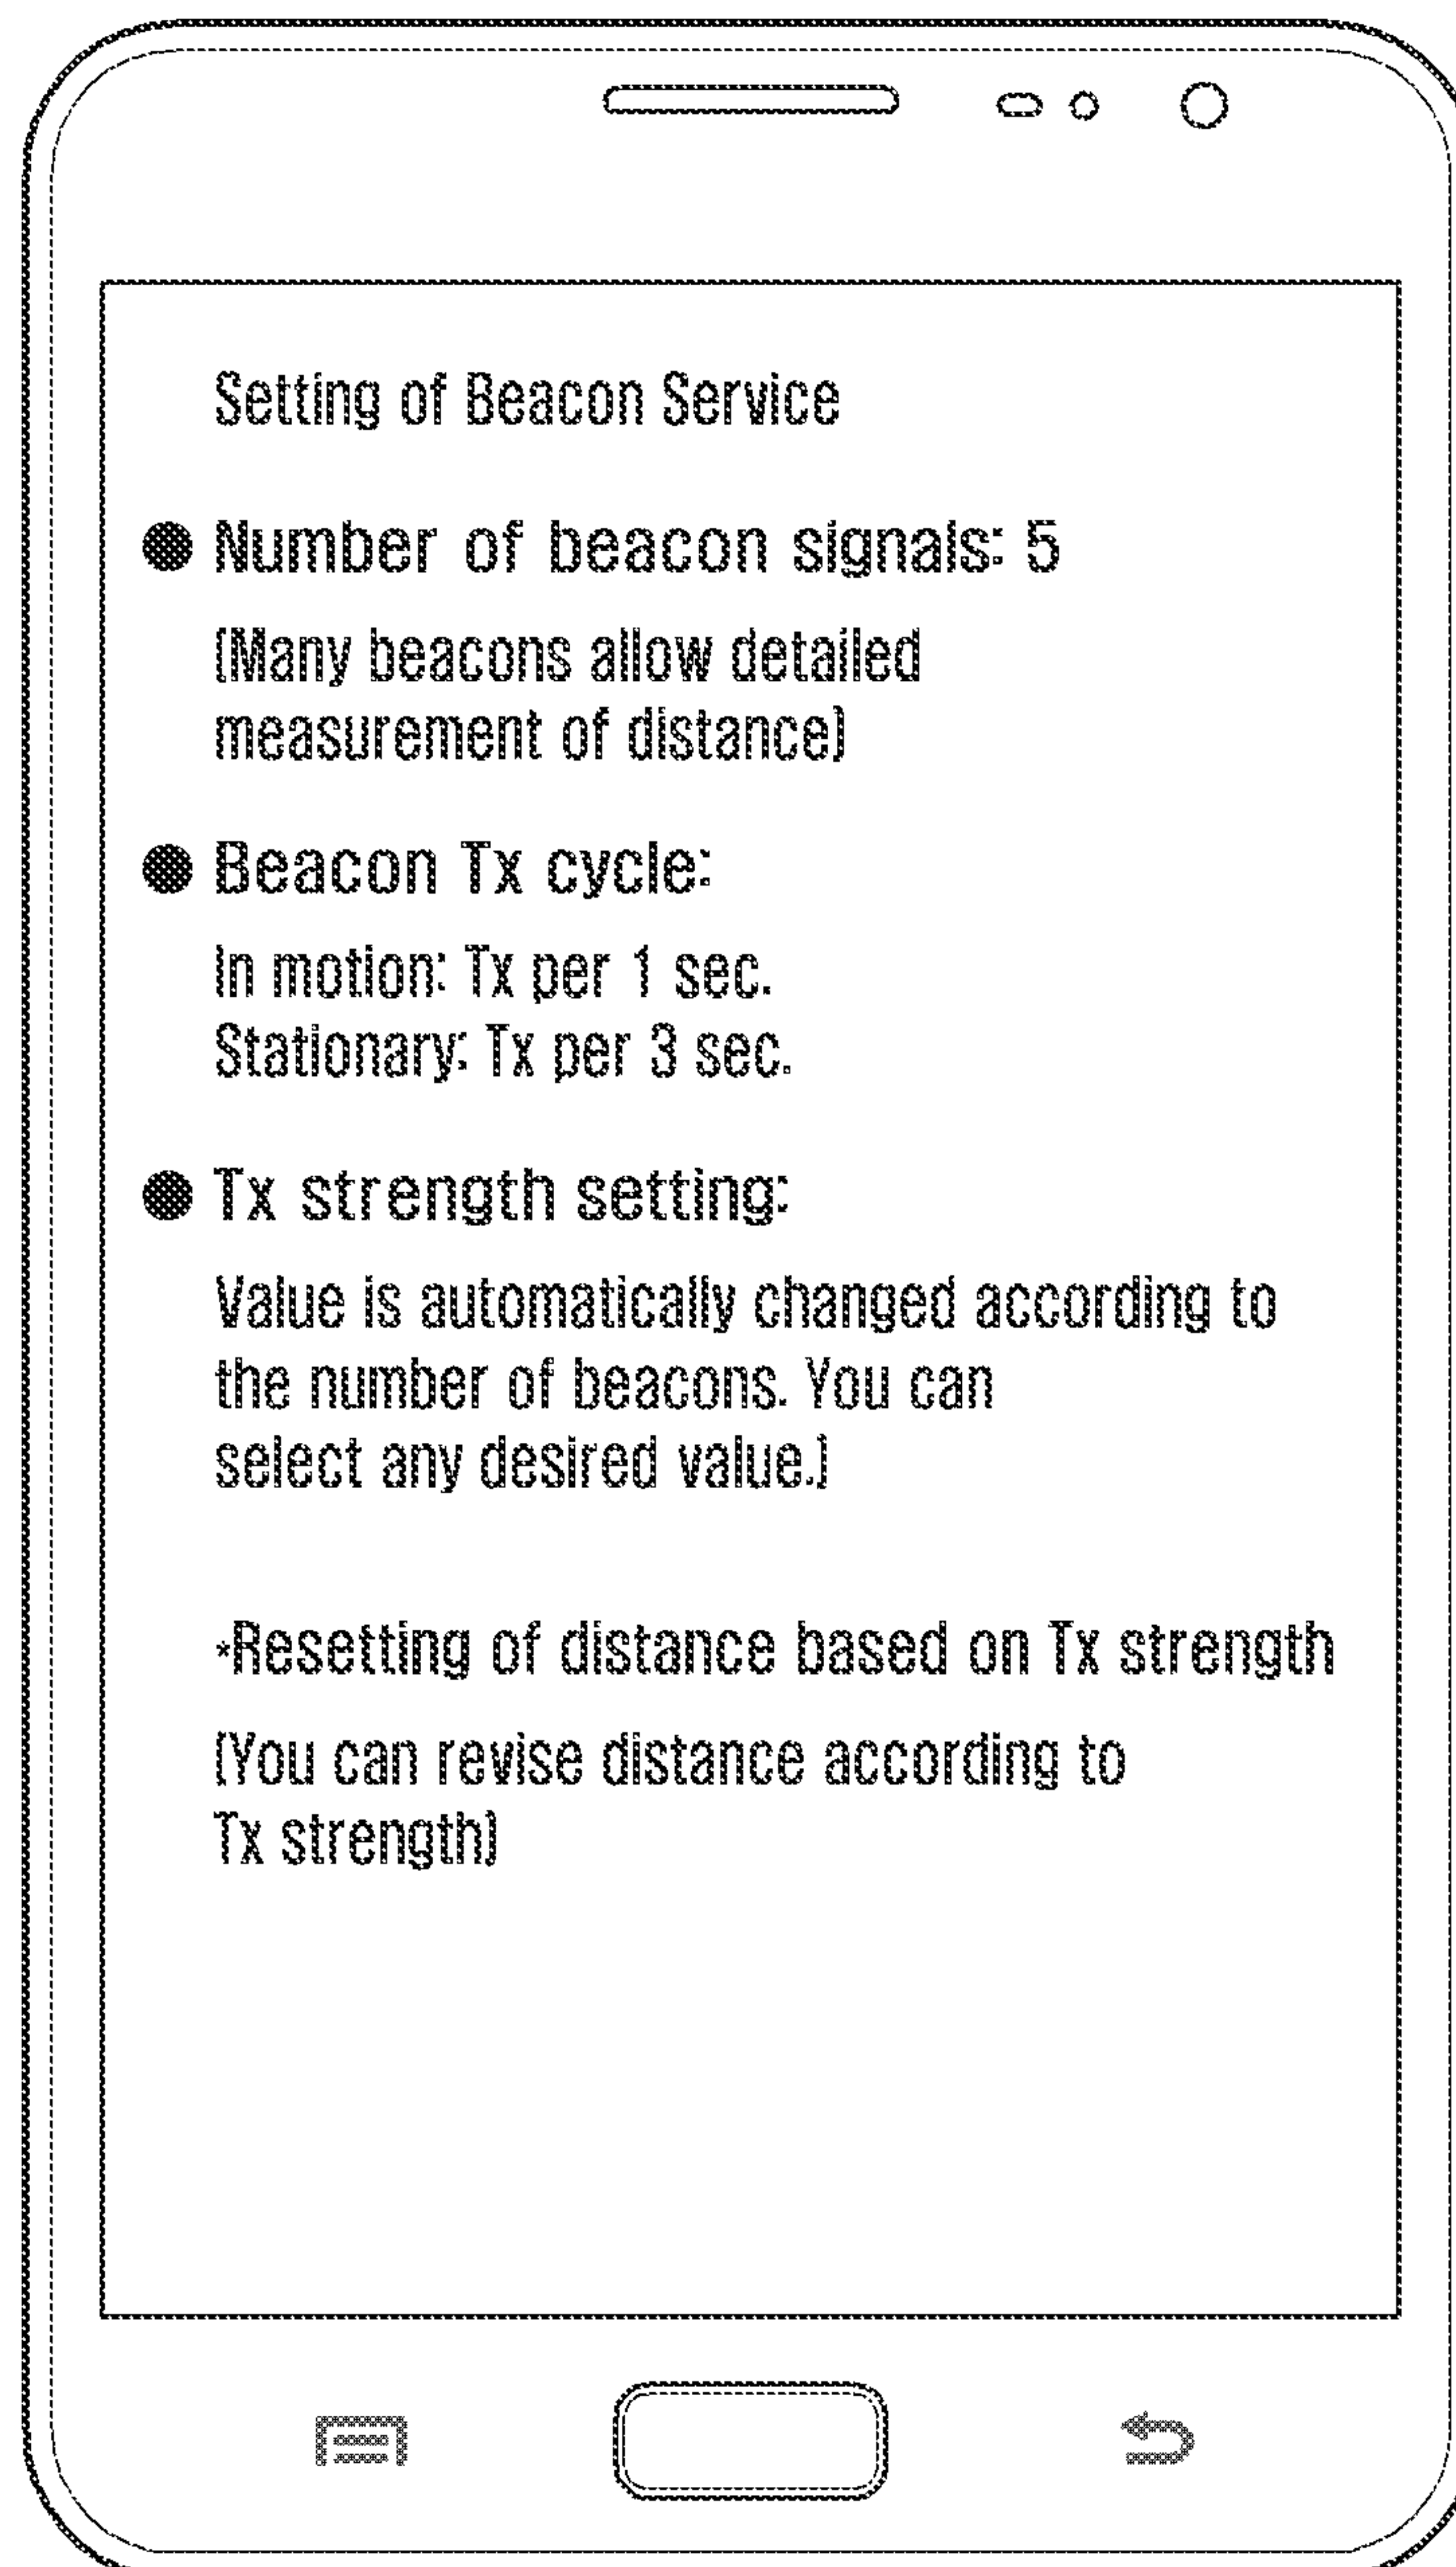 Setting of Beacon Service
● Number of beacon signals: 5
(Many beacons allow detailed
measurement of distance)
● Beacon Tx cycle:
In motion: Tx per 1 sec.
Stationary: Tx per 3 sec.
● Tx strength setting:
Value is automatically changed according to
the number of beacons. You can
select any desired value.)
*Resetting of distance based on Tx strength
(You can revise distance according to
Tx strength)